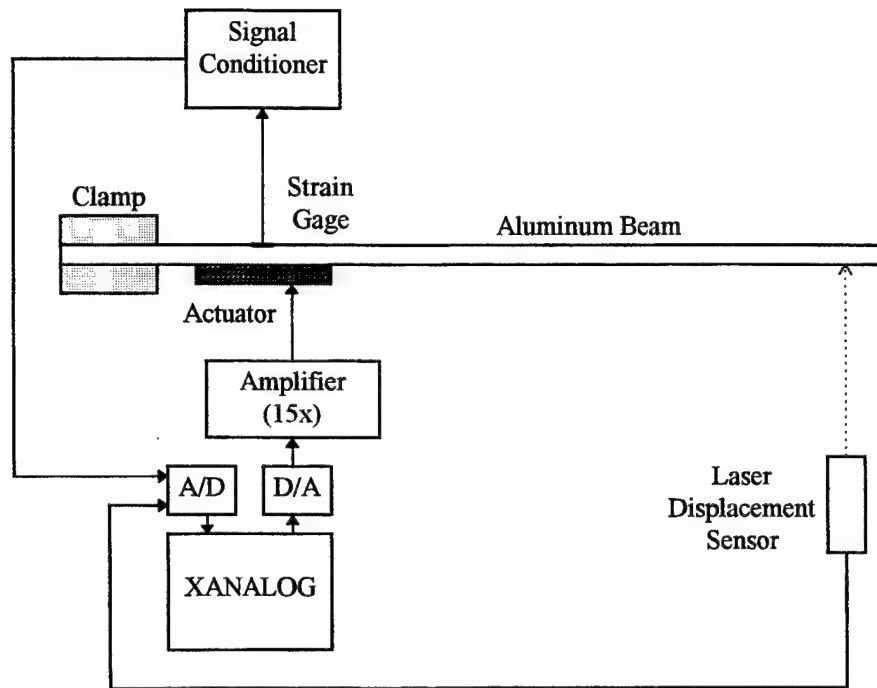 Signal
Conditioner
Clamp
Strain
Gage
Aluminum Beam
Actuator
Amplifier
(15x)
A/D
D/A
Laser
Displacement
Sensor
XANALOG